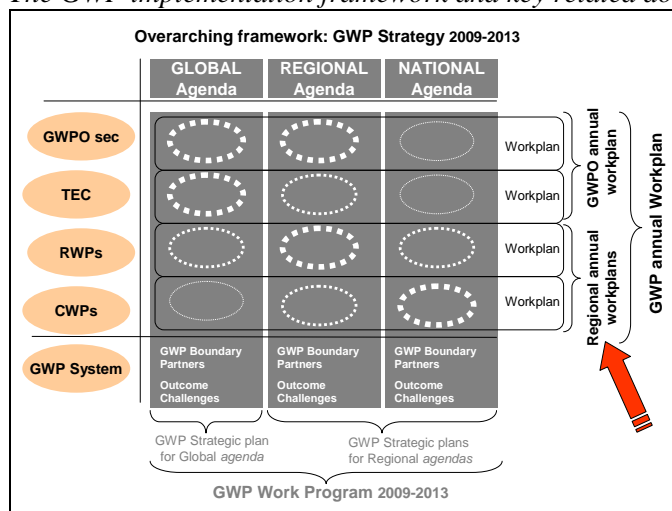 The GWP implementation framework and key related do
Overarching framework: GWP Strategy 2009-2013
GLOBAL
Agenda
REGIONAL
Agenda
NATIONAL
Agenda
GWPO sec
Workplan
TEC
Workplan
GWPO annual
workplan
RWPs
Workplan
CWPs
Workplan
Regional annual
workplans
GWP annual Workplan
GWP System
GWP Boundary
Partners
Outcome
Challenges
GWP Boundary
Partners
Outcome
Challenges
GWP Boundary
Partners
Outcome
Challenges
GWP Strategic plan
for Global agenda
GWP Strategic plans
for Regional agendas
GWP Work Program 2009-2013